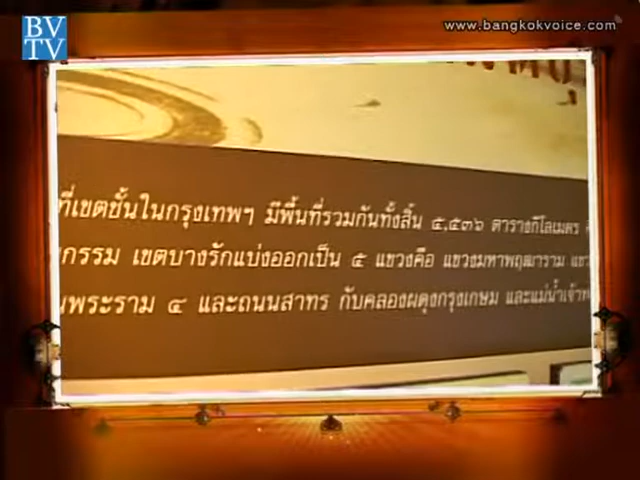 BV
TV
www.bangkokvoice.com
ที่เขตชั้นในกรุงเทพฯ มีพื้นที่รวมกันทั้งสิ้น ๕,๕๓๖ ตารางกิโลเมตร
เขตบางรักแบ่งออกเป็น ๕ แขวงคือ แขวงมหาพฤฒาราม
นพระราม ๔ และถนนสาทร กับคลองผดุงกรุงเกษม และแม่น้ำเจ้า